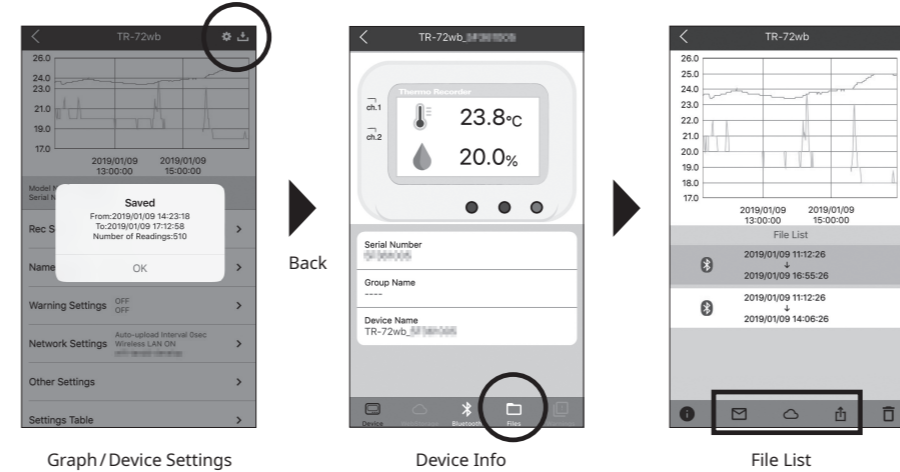 TR-72wb
26.0
24.0
23.0
21.0
19.0
17.0
2019/01/09 2019/01/09
13:00:00 15:00:00
Model
Serial N
Saved
From:2019/01/09 14:23:18
To:2019/01/09 17:12:58
Number of Readings:510
OK
Rec S
Name
Warning Settings OFF
OFF
Network Settings Auto-upload Interval 0sec
Wireless LAN ON
Other Settings
Settings Table
Graph/Device Settings
Back
TR-72wb_
Thermo Recorder
ch.1
ch.2
23.8°C
20.0%
Serial Number
Group Name
----
Device Name
TR-72wb_
Device Bluetooth Files
Device Info
TR-72wb
26.0
25.0
24.0
23.0
22.0
21.0
20.0
19.0
18.0
17.0
2019/01/09 2019/01/09
13:00:00 15:00:00
File List
2019/01/09 11:12:26
↓
2019/01/09 16:55:26
2019/01/09 11:12:26
↓
2019/01/09 14:06:26
File List